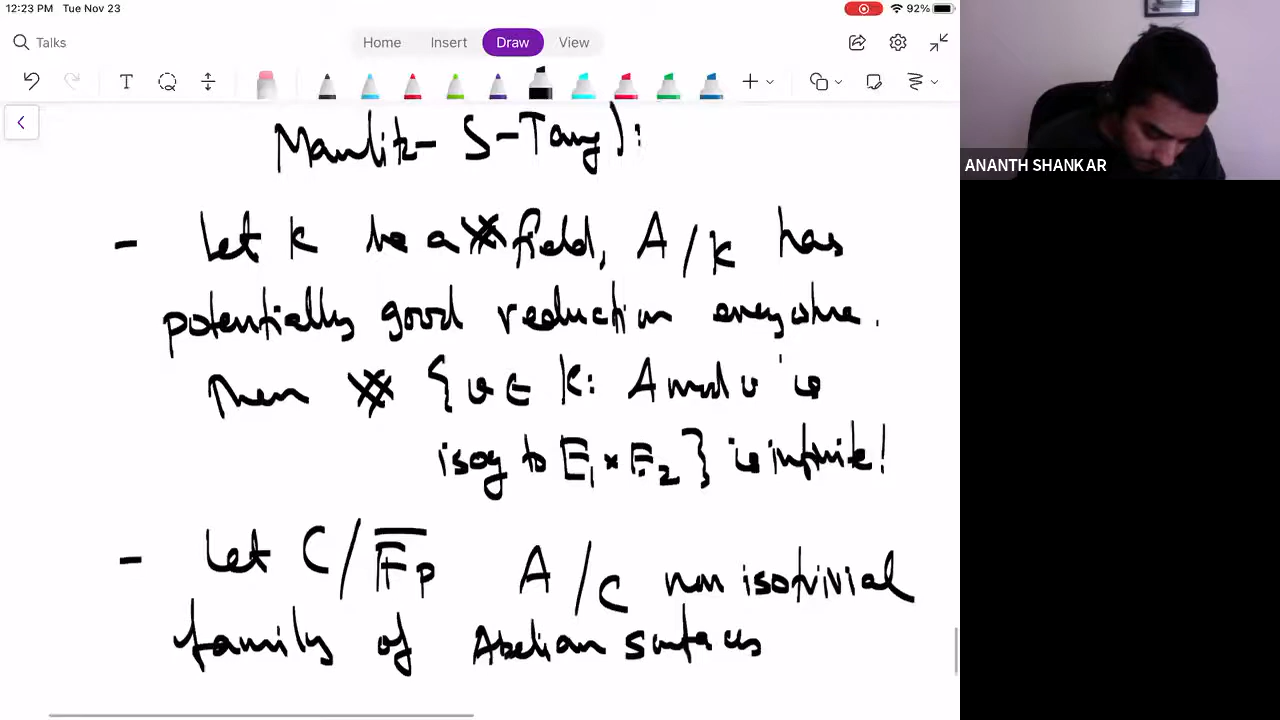 12:23 PM Tue Nov 23
92%
Talks
Home Insert Draw View
Maulik- S-Tang):
- Let K be a field, A/K has
potentially good reduction everywhere.
Then {v ∈ K: A mod v is
isog to E1 × E2} is infinite!
- Let C/F̅p A/C non isotrivial
family of Abelian surfaces
ANANTH SHANKAR